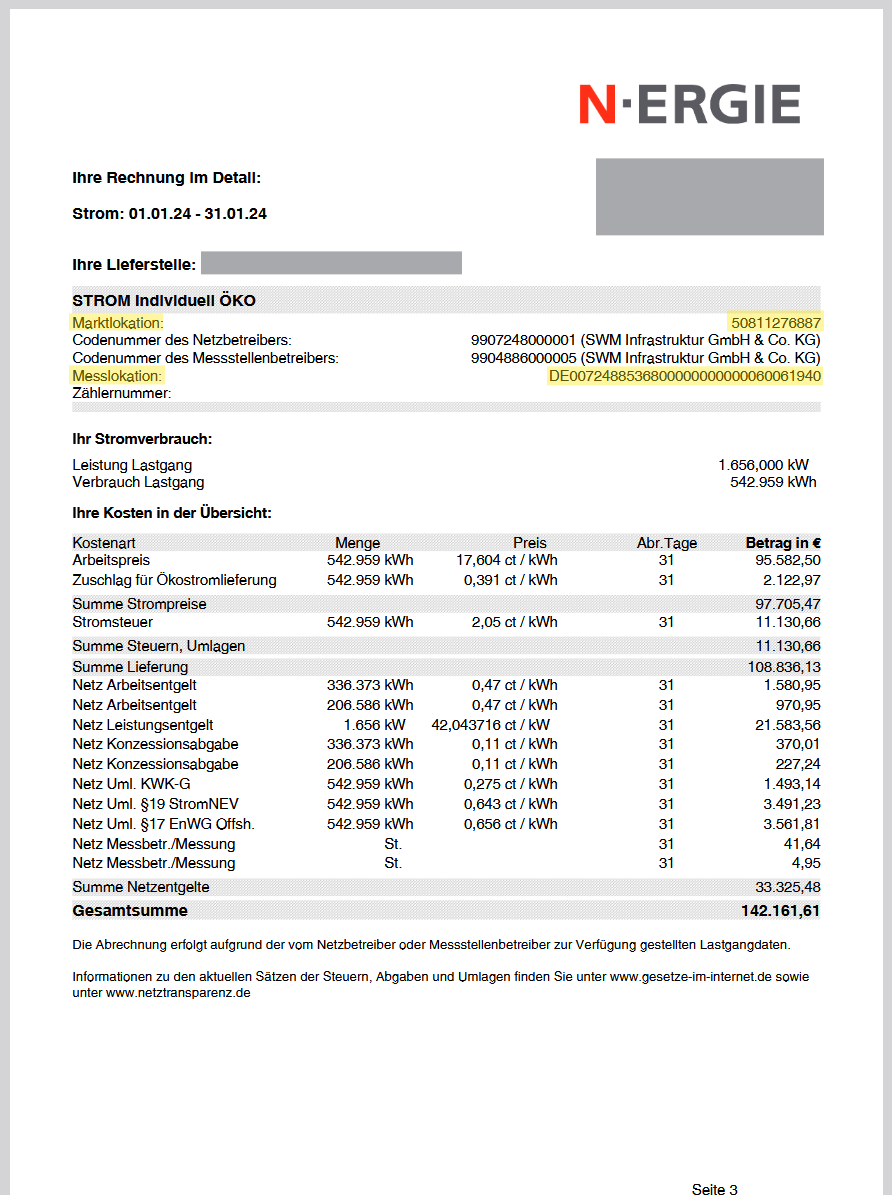 N·ERGIE
Ihre Rechnung im Detail:
Strom: 01.01.24 - 31.01.24
Ihre Lieferstelle:
STROM Individuell ÖKO
Marktlokation: 50811276887
Codenummer des Netzbetreibers: 9907248000001 (SWM Infrastruktur GmbH & Co. KG)
Codenummer des Messstellenbetreibers: 9904886000005 (SWM Infrastruktur GmbH & Co. KG)
Messlokation: DE0072488536800000000000060061940
Zählernummer:
Ihr Stromverbrauch:
Leistung Lastgang 1.656,000 kW
Verbrauch Lastgang 542.959 kWh
Ihre Kosten in der Übersicht:
Kostenart Menge Preis Abr.Tage Betrag in €
Arbeitspreis 542.959 kWh 17,604 ct / kWh 31 95.582,50
Zuschlag für Ökostromlieferung 542.959 kWh 0,391 ct / kWh 31 2.122,97
Summe Strompreise 97.705,47
Stromsteuer 542.959 kWh 2,05 ct / kWh 31 11.130,66
Summe Steuern, Umlagen 11.130,66
Summe Lieferung 108.836,13
Netz Arbeitsentgelt 336.373 kWh 0,47 ct / kWh 31 1.580,95
Netz Arbeitsentgelt 206.586 kWh 0,47 ct / kWh 31 970,95
Netz Leistungsentgelt 1.656 kW 42,043716 ct / kW 31 21.583,56
Netz Konzessionsabgabe 336.373 kWh 0,11 ct / kWh 31 370,01
Netz Konzessionsabgabe 206.586 kWh 0,11 ct / kWh 31 227,24
Netz Uml. KWK-G 542.959 kWh 0,275 ct / kWh 31 1.493,14
Netz Uml. §19 StromNEV 542.959 kWh 0,643 ct / kWh 31 3.491,23
Netz Uml. §17 EnWG Offsh. 542.959 kWh 0,656 ct / kWh 31 3.561,81
Netz Messbetr./Messung St. 31 41,64
Netz Messbetr./Messung St. 31 4,95
Summe Netzentgelte 33.325,48
Gesamtsumme 142.161,61
Die Abrechnung erfolgt aufgrund der vom Netzbetreiber oder Messstellenbetreiber zur Verfügung gestellten Lastgangdaten.
Informationen zu den aktuellen Sätzen der Steuern, Abgaben und Umlagen finden Sie unter www.gesetze-im-internet.de sowie
unter www.netztransparenz.de
Seite 3